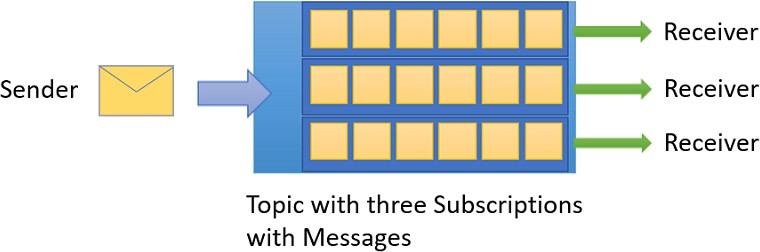 Sender
Receiver
Receiver
Receiver
Topic with three Subscriptions
with Messages